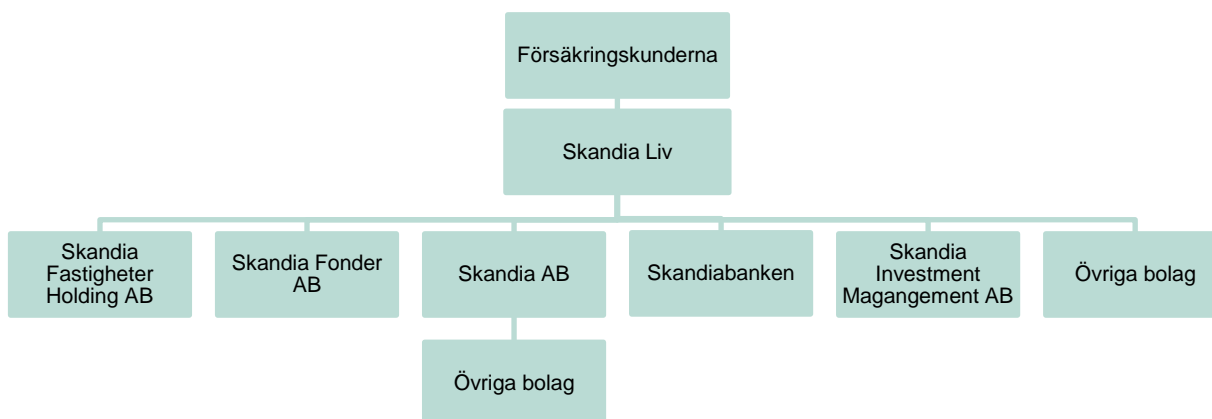 Försäkringskunderna
Skandia Liv
Skandia
Fastigheter
Holding AB
Skandia Fonder
AB
Skandia AB
Skandiabanken
Skandia
Investment
Magangement AB
Övriga bolag
Övriga bolag